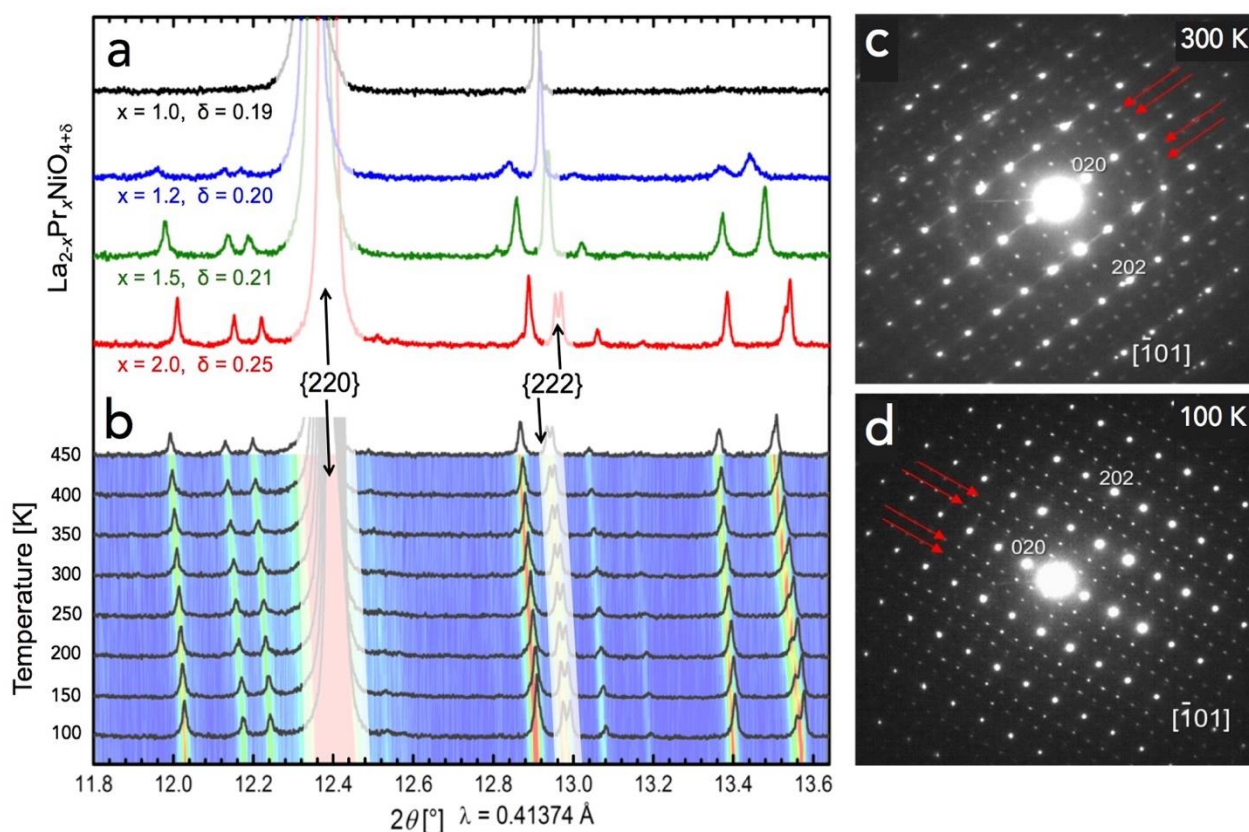 a
x = 1.0, δ = 0.19
x = 1.2, δ = 0.20
x = 1.5, δ = 0.21
x = 2.0, δ = 0.25
La₂₋ₓPrₓNiO₄₊δ
{220}
{222}
b
450
400
350
300
250
200
150
100
Temperature [K]
11.8 12.0 12.2 12.4 12.6 12.8 13.0 13.2 13.4 13.6
2θ [°] λ = 0.41374 Å
c
300 K
020
202
[1̄01]
d
100 K
202
020
[1̄01]